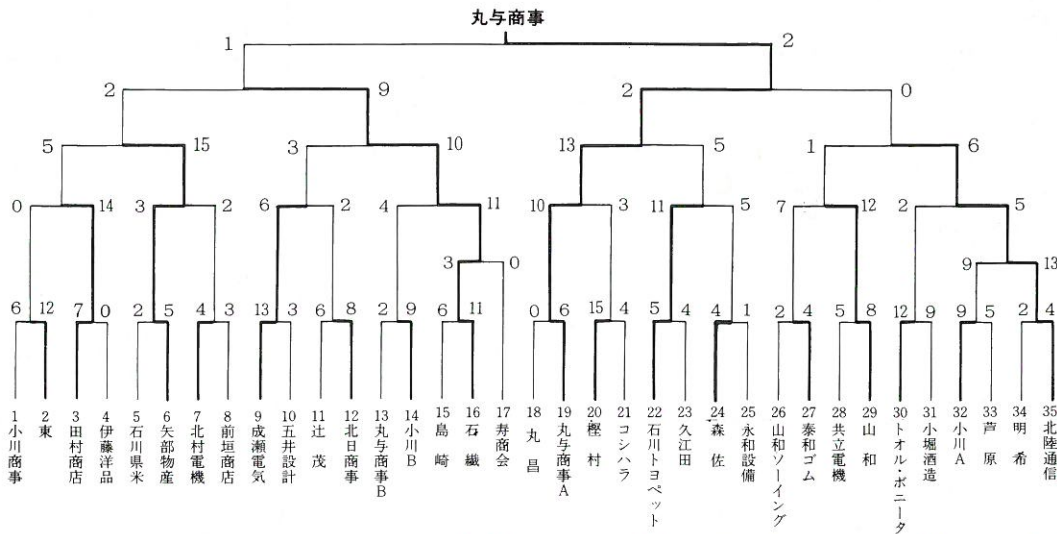 丸与商事
1 2
2 9 2 0
5 15 3 10 13 5 1 6
0 14 3 2 6 2 4 11 10 3 11 5 7 12 2 5
3 0 9 13
6 12 7 0 2 5 4 3 13 3 6 8 2 9 6 11 0 6 15 4 5 4 4 1 2 4 5 8 12 9 9 5 2 4
1 小川商事
2 東
3 田村商店
4 伊藤洋品
5 石川県米
6 矢部物産
7 北村電機
8 前垣商店
9 成瀬電気
10 五井設計
11 辻茂
12 北日商事
13 丸与商事B
14 小川B
15 島崎
16 石繊
17 寿商会
18 丸昌
19 丸与商事A
20 樫村
21 コシハラ
22 石川トヨペット
23 久江田
24 森佐
25 永和設備
26 山和ソーイング
27 泰和ゴム
28 共立電機
29 山和
30 トオル・ボニータ
31 小堀酒造
32 小川A
33 芦原
34 明希
35 北陸通信